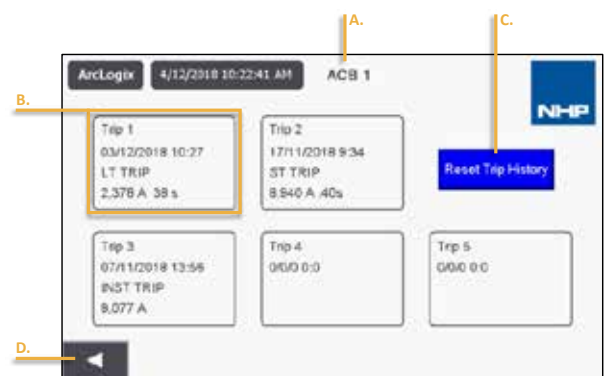 A.
C.
ArcLogix
4/12/2018 10:22:41 AM
ACB 1
B.
NHP
Trip 1
03/12/2018 10:27
LT TRIP
2,378 A 38 s
Trip 2
17/11/2018 9:34
ST TRIP
8,940 A .40s
Reset Trip History
Trip 3
07/11/2018 13:56
INST TRIP
9,077 A
Trip 4
0/0/0 0:0
Trip 5
0/0/0 0:0
D.